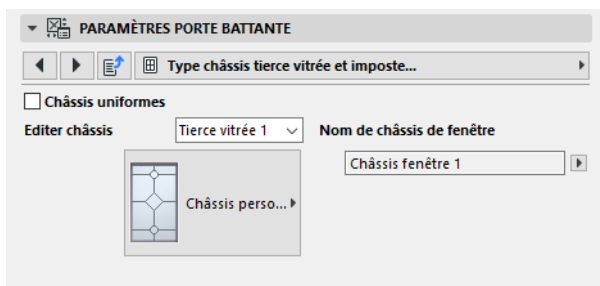 PARAMÈTRES PORTE BATTANTE
Type châssis tierce vitrée et imposte...
Châssis uniformes
Editer châssis Tierce vitrée 1 Nom de châssis de fenêtre
Châssis fenêtre 1
Châssis perso...